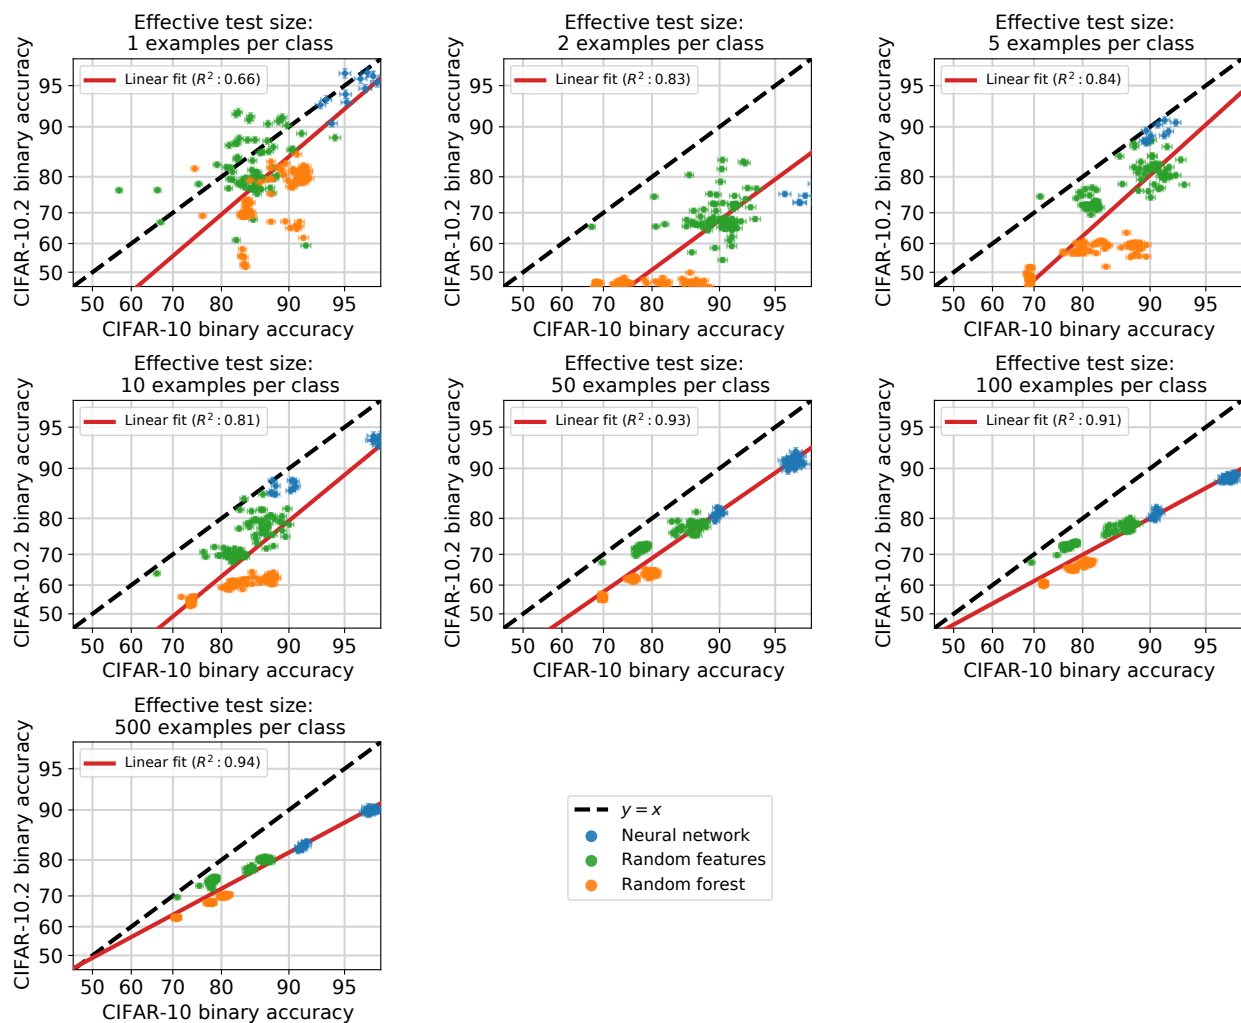 Effective test size:
1 examples per class
Linear fit (R²: 0.66)
CIFAR-10.2 binary accuracy
95
90
80
70
60
50
50 60 70 80 90 95
CIFAR-10 binary accuracy
Effective test size:
2 examples per class
Linear fit (R²: 0.83)
CIFAR-10.2 binary accuracy
95
90
80
70
60
50
50 60 70 80 90 95
CIFAR-10 binary accuracy
Effective test size:
5 examples per class
Linear fit (R²: 0.84)
CIFAR-10.2 binary accuracy
95
90
80
70
60
50
50 60 70 80 90 95
CIFAR-10 binary accuracy
Effective test size:
10 examples per class
Linear fit (R²: 0.81)
CIFAR-10.2 binary accuracy
95
90
80
70
60
50
50 60 70 80 90 95
CIFAR-10 binary accuracy
Effective test size:
50 examples per class
Linear fit (R²: 0.93)
CIFAR-10.2 binary accuracy
95
90
80
70
60
50
50 60 70 80 90 95
CIFAR-10 binary accuracy
Effective test size:
100 examples per class
Linear fit (R²: 0.91)
CIFAR-10.2 binary accuracy
95
90
80
70
60
50
50 60 70 80 90 95
CIFAR-10 binary accuracy
Effective test size:
500 examples per class
Linear fit (R²: 0.94)
CIFAR-10.2 binary accuracy
95
90
80
70
60
50
50 60 70 80 90 95
CIFAR-10 binary accuracy
y = x
Neural network
Random features
Random forest